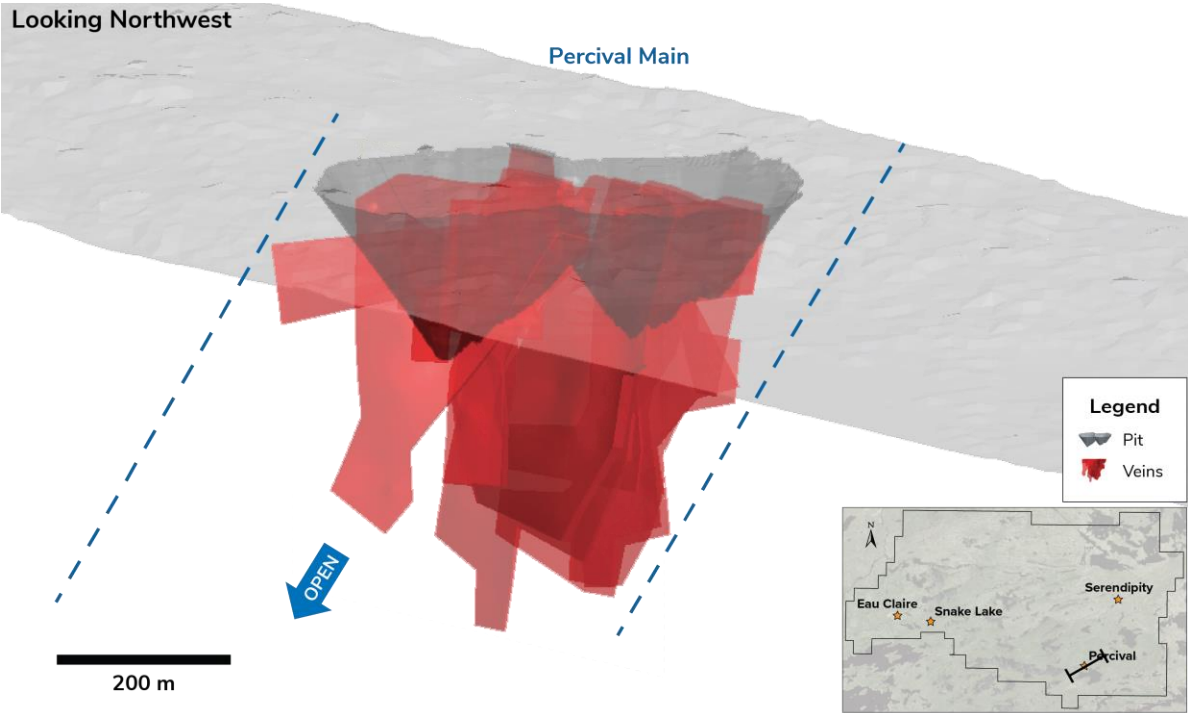 Looking Northwest
Percival Main
OPEN
200 m
Legend
Pit
Veins
N
Serendipity
Eau Claire
Snake Lake
Percival